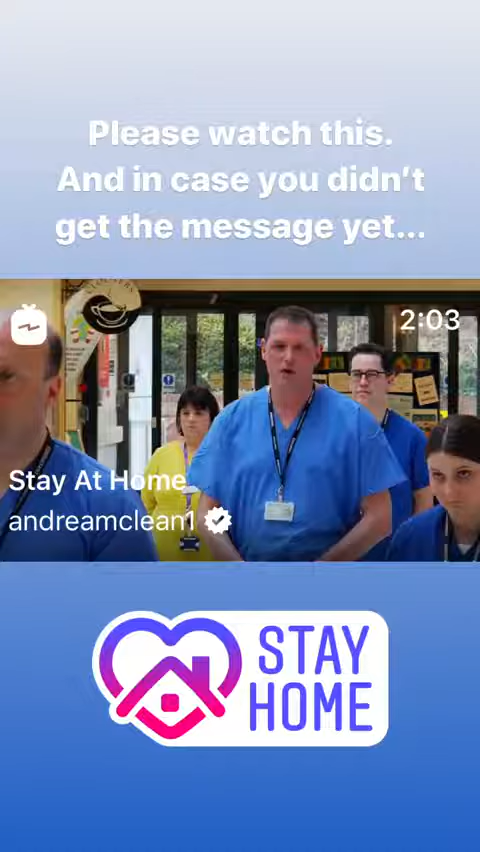 Please watch this.
And in case you didn't
get the message yet...
2:03
Stay At Home
andreamclean1
STAY
HOME